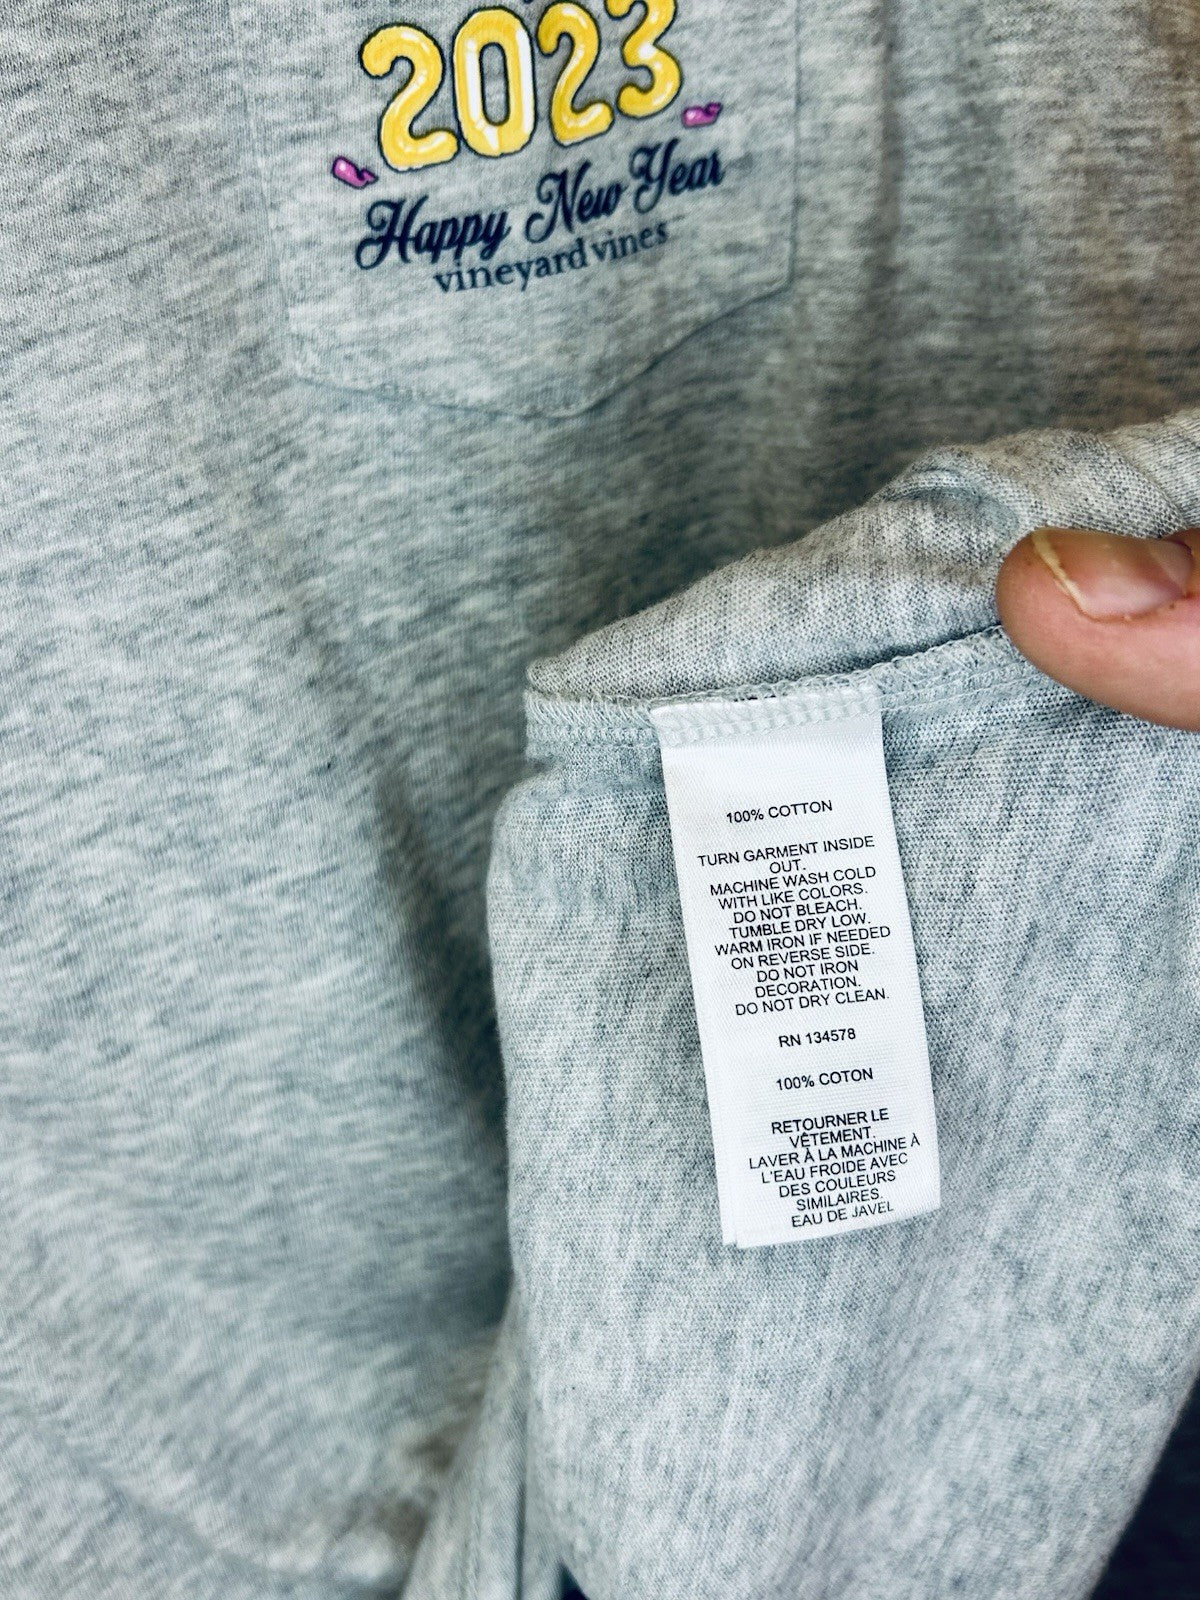 2023
Happy New Year
vineyard vines
100% COTTON
TURN GARMENT INSIDE
OUT.
MACHINE WASH COLD
WITH LIKE COLORS.
DO NOT BLEACH.
TUMBLE DRY LOW.
WARM IRON IF NEEDED
ON REVERSE SIDE.
DO NOT IRON
DECORATION.
DO NOT DRY CLEAN.
RN 134578
100% COTON
RETOURNER LE
VÊTEMENT.
LAVER À LA MACHINE À
L'EAU FROIDE AVEC
DES COULEURS
SIMILAIRES.
EAU DE JAVEL